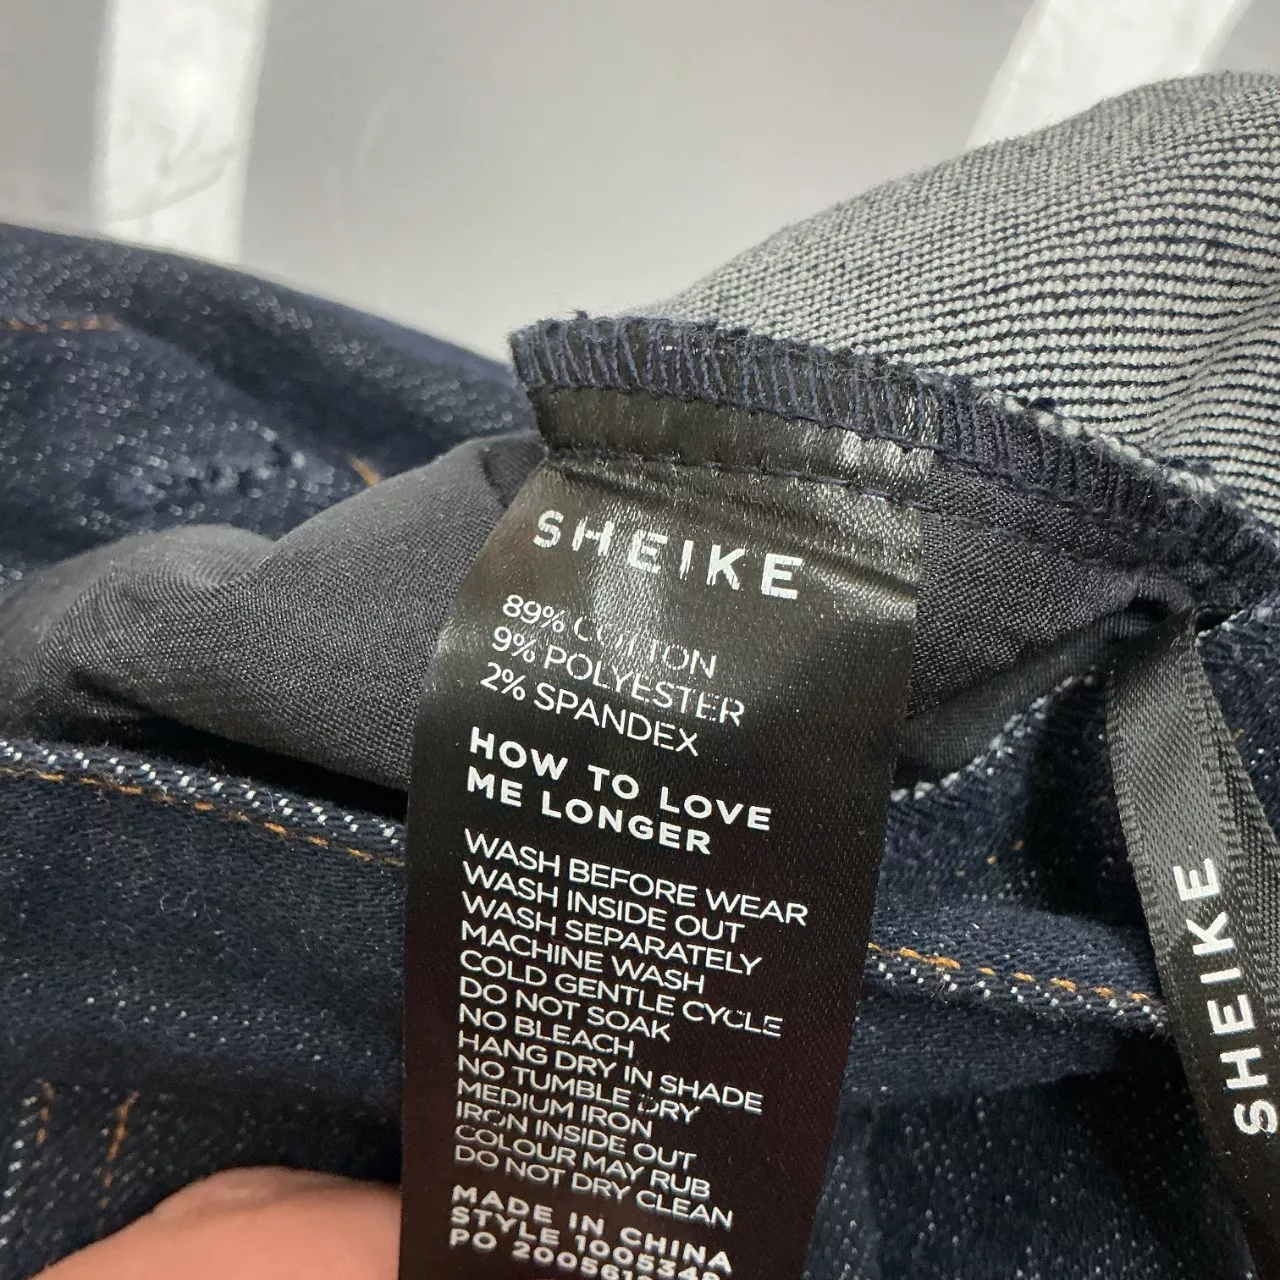 SHEIKE
89% COTTON
9% POLYESTER
2% SPANDEX
HOW TO LOVE
ME LONGER
WASH BEFORE WEAR
WASH INSIDE OUT
WASH SEPARATELY
MACHINE WASH
COLD GENTLE CYCLE
DO NOT SOAK
NO BLEACH
HANG DRY IN SHADE
NO TUMBLE DRY
MEDIUM IRON
IRON INSIDE OUT
COLOUR MAY RUB
DO NOT DRY CLEAN
MADE IN CHINA
STYLE
PO
SHEIKE